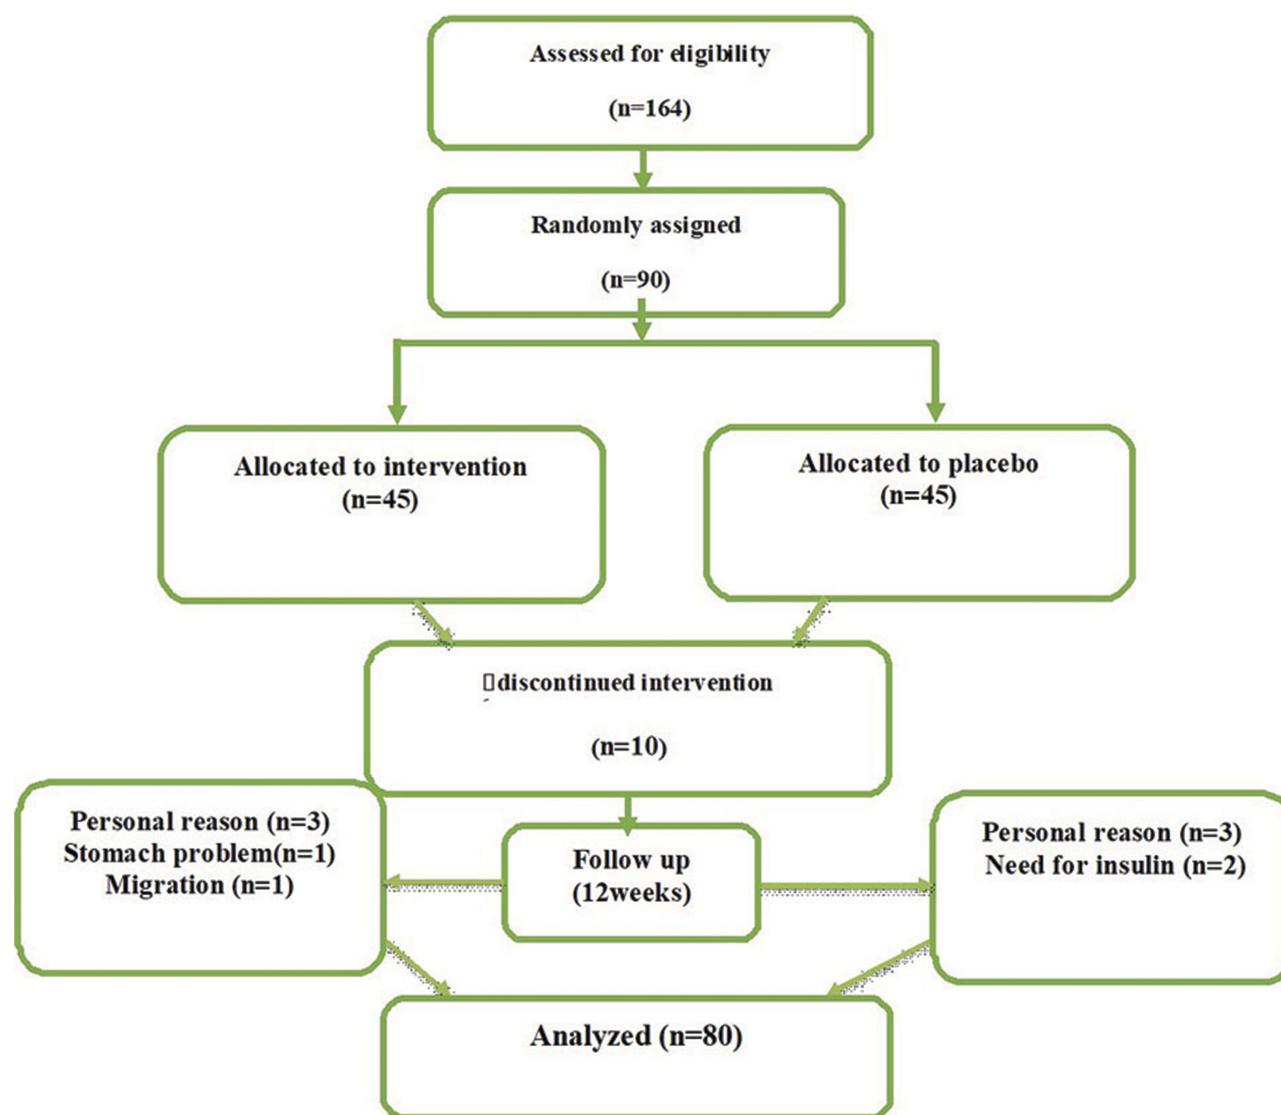 Assessed for eligibility
(n=164)
Randomly assigned
(n=90)
Allocated to intervention
(n=45)
Allocated to placebo
(n=45)
discontinued intervention
(n=10)
Personal reason (n=3)
Stomach problem(n=1)
Migration (n=1)
Follow up
(12weeks)
Personal reason (n=3)
Need for insulin (n=2)
Analyzed (n=80)